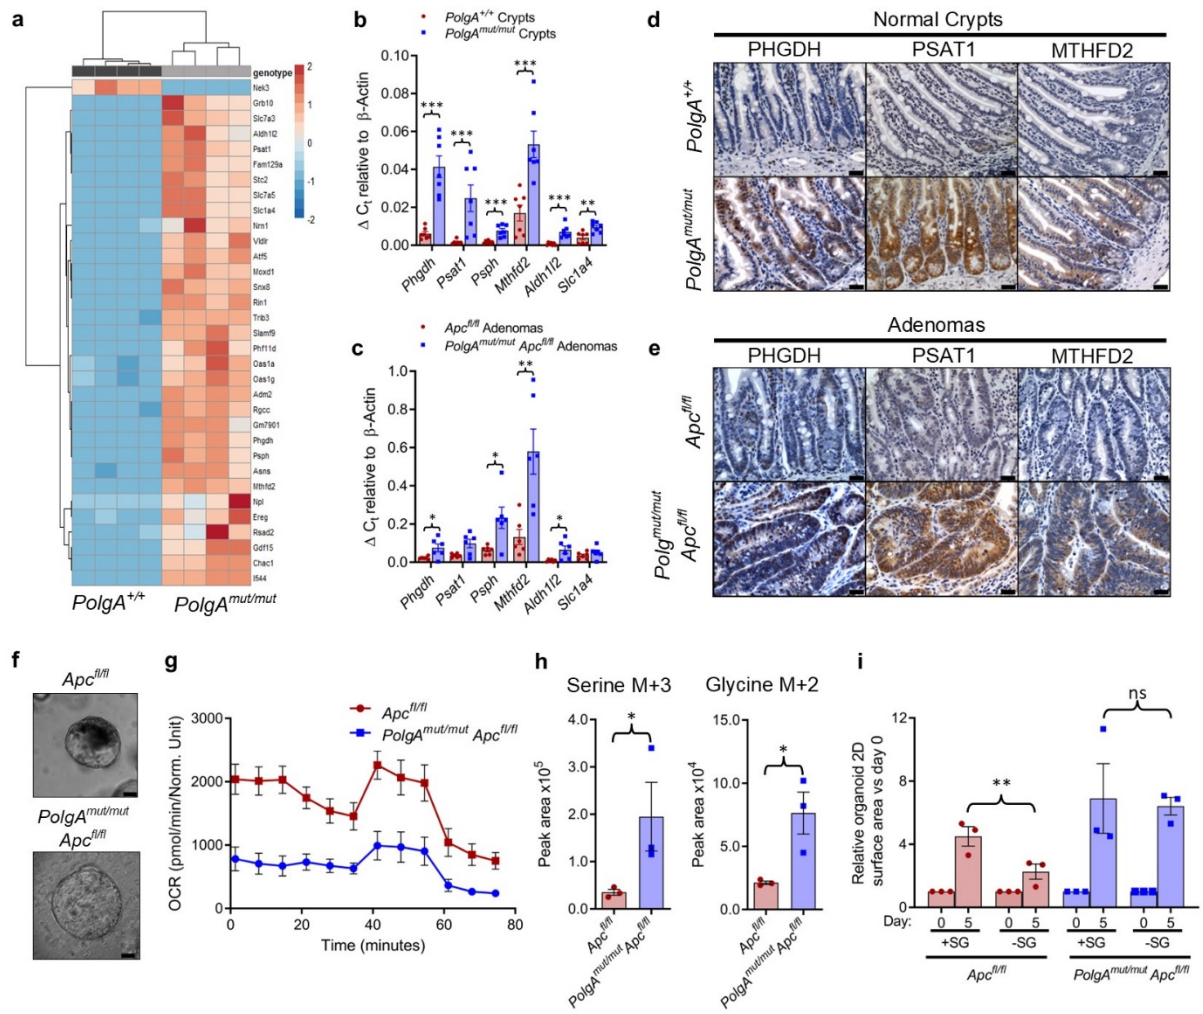 a
genotype
2
1
0
-1
-2
Nek3
Grb10
Slc7a3
Aldh1l2
Psat1
Fam129a
Stc2
Slc7a5
Slc1a4
Nrn1
Vldlr
Atf5
Moxd1
Snx8
Rin1
Trib3
Slamf9
Phf11d
Oas1a
Oas1g
Adm2
Rgcc
Gm7901
Phgdh
Psph
Asns
Mthfd2
Npl
Ereg
Rsad2
Gdf15
Chac1
Ifi44
PolgA+/+ PolgAmut/mut
b
PolgA+/+ Crypts
PolgAmut/mut Crypts
Δ Ct relative to β-Actin
0.10
0.08
0.06
0.04
0.02
0.00
*** *** *** *** *** **
Phgdh Psat1 Psph Mthfd2 Aldh1l2 Slc1a4
c
Apcfl/fl Adenomas
PolgAmut/mut Apcfl/fl Adenomas
Δ Ct relative to β-Actin
1.0
0.8
0.6
0.4
0.2
0.0
* * ** *
Phgdh Psat1 Psph Mthfd2 Aldh1l2 Slc1a4
d
Normal Crypts
PHGDH PSAT1 MTHFD2
PolgA+/+
PolgAmut/mut
e
Adenomas
PHGDH PSAT1 MTHFD2
Apcfl/fl
Polgmut/mut
Apcfl/fl
f
Apcfl/fl
PolgAmut/mut
Apcfl/fl
g
Apcfl/fl
PolgAmut/mut Apcfl/fl
OCR (pmol/min/Norm. Unit)
3000
2000
1000
0
0 20 40 60 80
Time (minutes)
h
Serine M+3
Peak area x105
4.0
3.0
2.0
1.0
0.0
*
Apcfl/fl
PolgAmut/mut Apcfl/fl
Glycine M+2
Peak area x104
15.0
10.0
5.0
0.0
*
Apcfl/fl
PolgAmut/mut Apcfl/fl
i
Relative organoid 2D
surface area vs day 0
12
8
4
0
** ns
Day: 0 5 0 5 0 5 0 5
+SG -SG +SG -SG
Apcfl/fl PolgAmut/mut Apcfl/fl